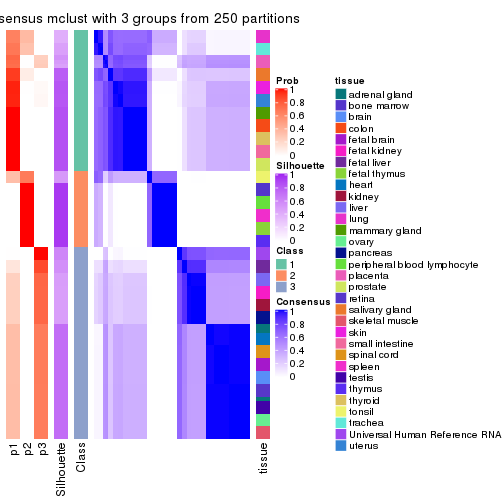 sensus mclust with 3 groups from 250 partitions
Prob
1
0.8
0.6
0.4
0.2
0
Silhouette
1
0.8
0.6
0.4
0.2
0
Class
1
2
3
Consensus
1
0.8
0.6
0.4
0.2
0
tissue
adrenal gland
bone marrow
brain
colon
fetal brain
fetal kidney
fetal liver
fetal thymus
heart
kidney
liver
lung
mammary gland
ovary
pancreas
peripheral blood lymphocyte
placenta
prostate
retina
salivary gland
skeletal muscle
skin
small intestine
spinal cord
spleen
testis
thymus
thyroid
tonsil
trachea
Universal Human Reference RNA
uterus
p1
p2
p3
Silhouette
Class
tissue